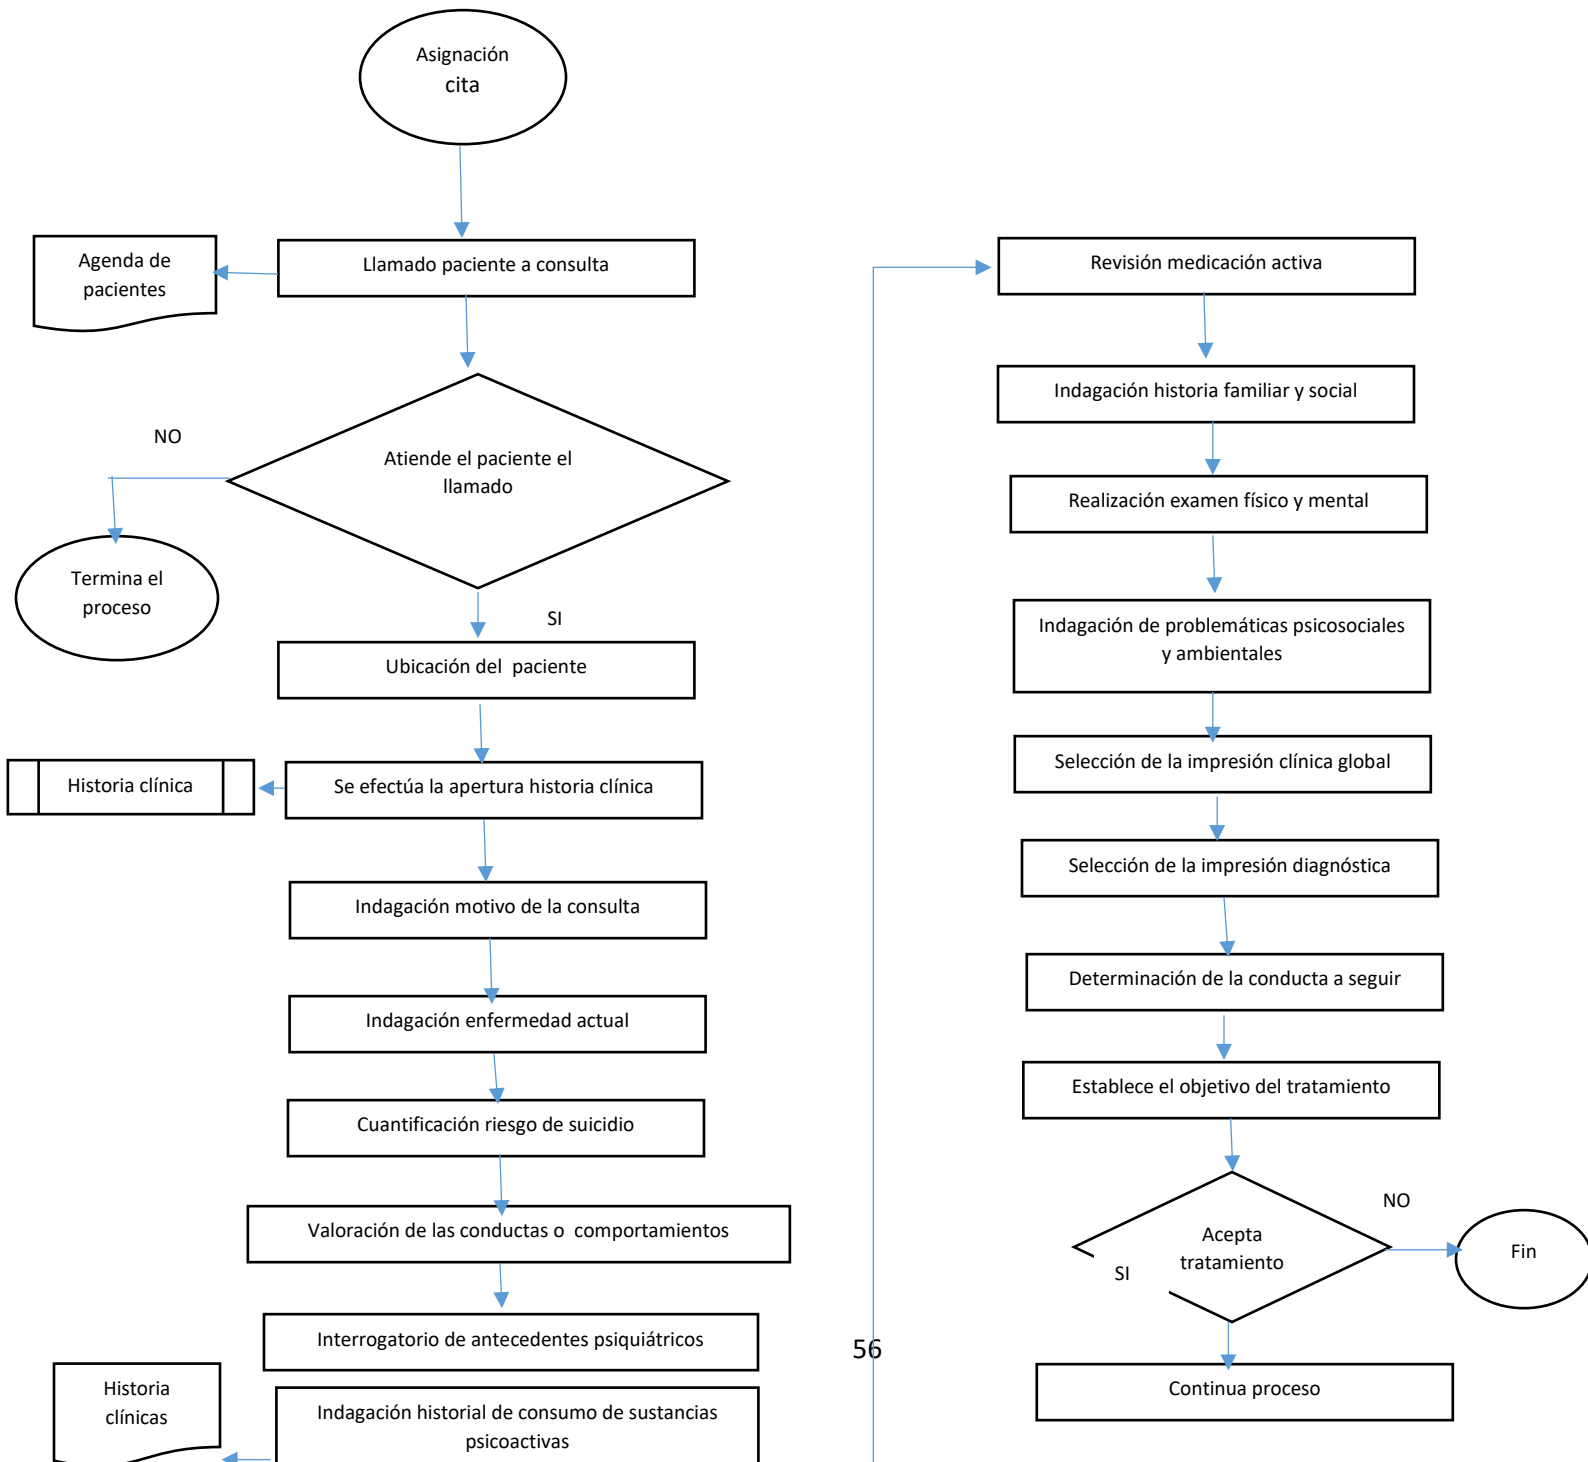 Asignación
cita
Agenda de
pacientes
Llamado paciente a consulta
NO
Atiende el paciente el
llamado
Termina el
proceso
SI
Ubicación del paciente
Historia clínica
Se efectúa la apertura historia clínica
Indagación motivo de la consulta
Indagación enfermedad actual
Cuantificación riesgo de suicidio
Valoración de las conductas o comportamientos
Interrogatorio de antecedentes psiquiátricos
Historia
clínicas
Indagación historial de consumo de sustancias
psicoactivas
56
Revisión medicación activa
Indagación historia familiar y social
Realización examen físico y mental
Indagación de problemáticas psicosociales
y ambientales
Selección de la impresión clínica global
Selección de la impresión diagnóstica
Determinación de la conducta a seguir
Establece el objetivo del tratamiento
Acepta
tratamiento
NO
SI
Fin
Continua proceso